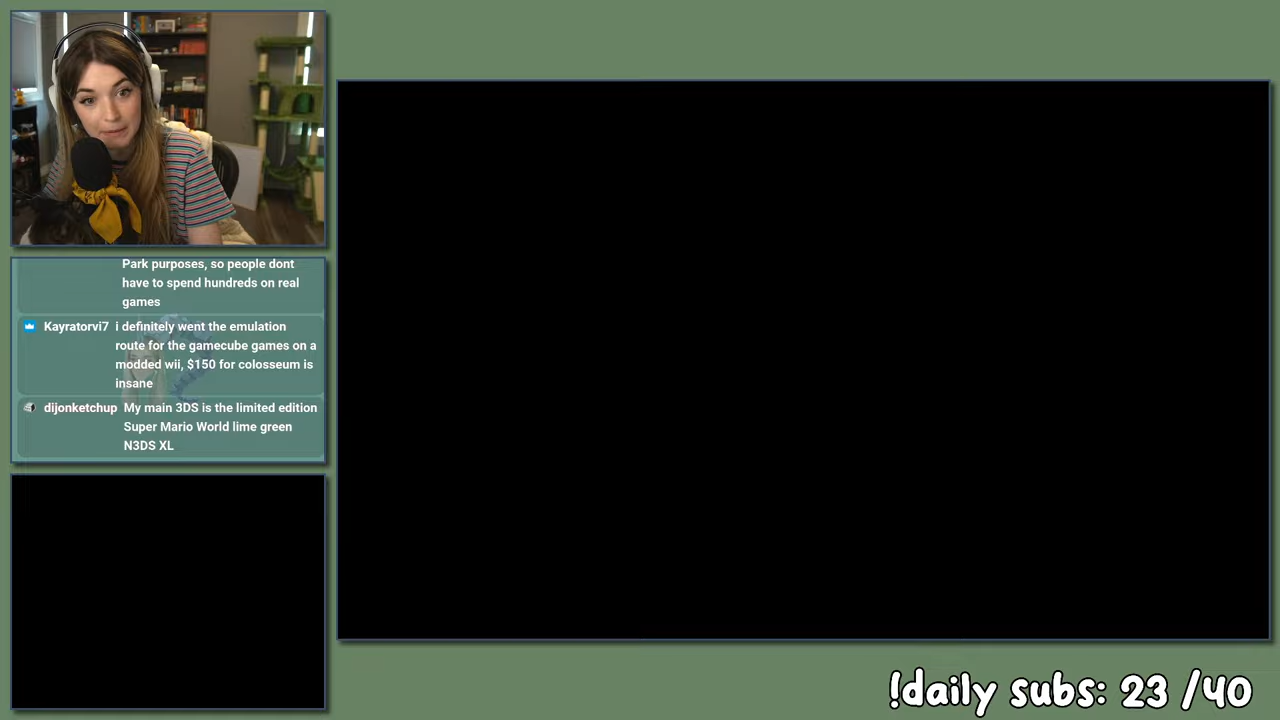 Park purposes, so people dont
have to spend hundreds on real
games
Kayratorvi7 i definitely went the emulation
route for the gamecube games on a
modded wii, $150 for colosseum is
insane
dijonketchup My main 3DS is the limited edition
Super Mario World lime green
N3DS XL
!daily subs: 23 /40